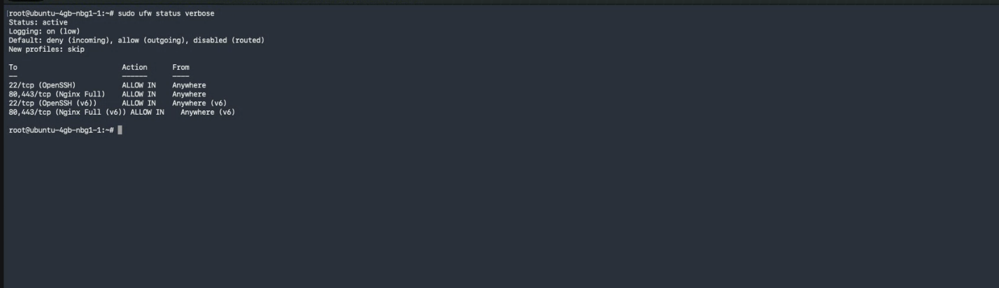 [root@ubuntu-4gb-nbg1-1:~# sudo ufw status verbose
Status: active
Logging: on (low)
Default: deny (incoming), allow (outgoing), disabled (routed)
New profiles: skip
To                         Action      From
--                         ------      ----
22/tcp (OpenSSH)           ALLOW IN    Anywhere
80,443/tcp (Nginx Full)    ALLOW IN    Anywhere
22/tcp (OpenSSH (v6))      ALLOW IN    Anywhere (v6)
80,443/tcp (Nginx Full (v6)) ALLOW IN    Anywhere (v6)
root@ubuntu-4gb-nbg1-1:~#